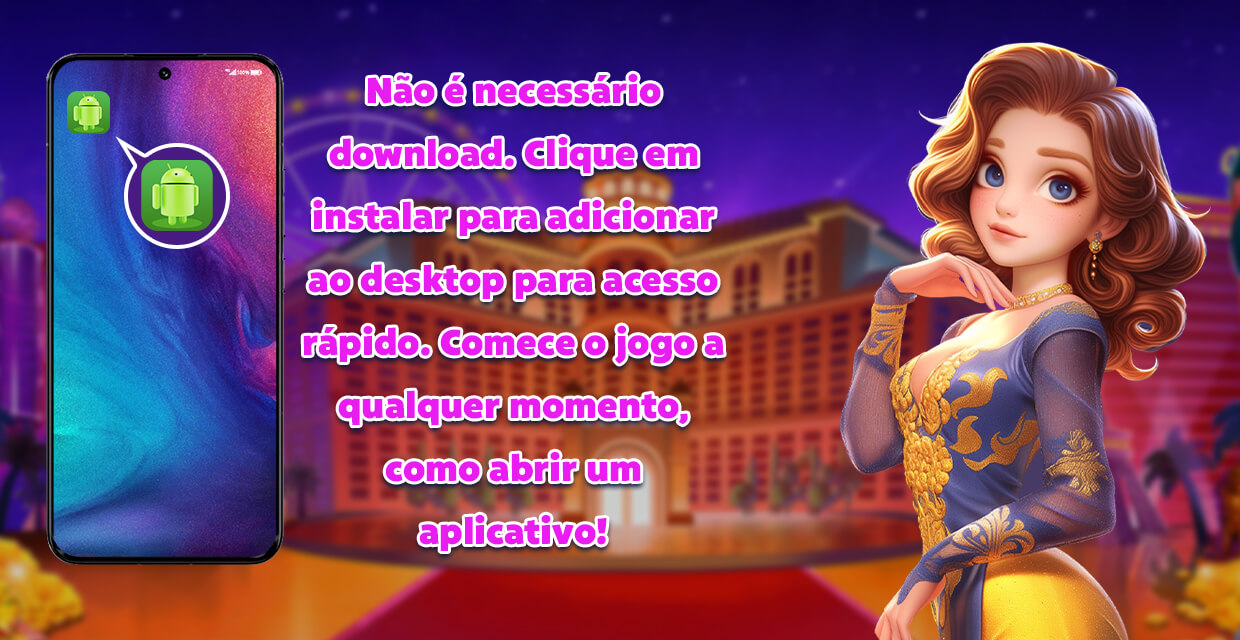 100%
Não é necessário
download. Clique em
instalar para adicionar
ao desktop para acesso
rápido. Comece o jogo a
qualquer momento,
como abrir um
aplicativo!